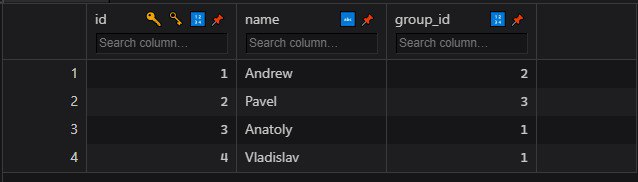 id name group_id
Search column... Search column... Search column...
1 1 Andrew 2
2 2 Pavel 3
3 3 Anatoly 1
4 4 Vladislav 1